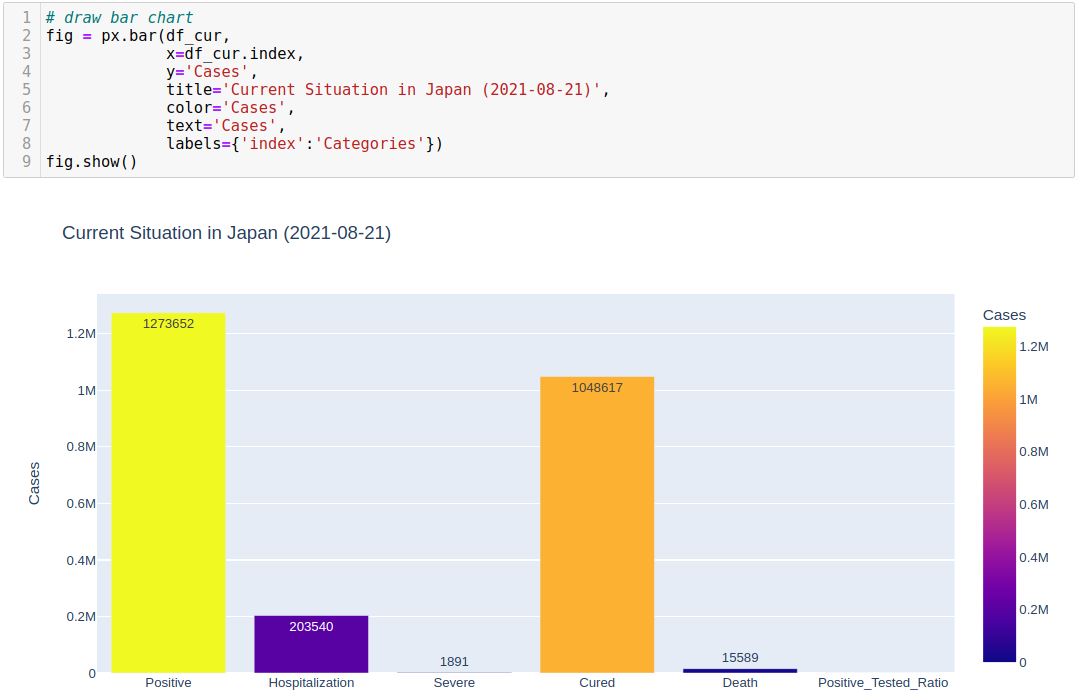 1 # draw bar chart
2 fig = px.bar(df_cur,
3 x=df_cur.index,
4 y='Cases',
5 title='Current Situation in Japan (2021-08-21)',
6 color='Cases',
7 text='Cases',
8 labels={'index':'Categories'})
9 fig.show()
Current Situation in Japan (2021-08-21)
Cases
1.2M
1M
0.8M
0.6M
0.4M
0.2M
0
1273652
203540
1891
1048617
15589
Positive Hospitalization Severe Cured Death Positive_Tested_Ratio
Cases
1.2M
1M
0.8M
0.6M
0.4M
0.2M
0